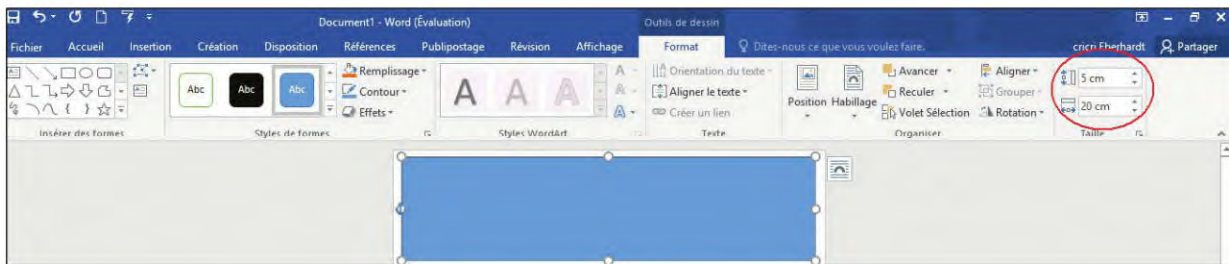 Document1 - Word (Évaluation)
Outils de dessin
Fichier Accueil Insertion Création Disposition Références Publipostage Révision Affichage Format Dites-nous ce que vous voulez faire. cricri Eberhardt Partager
Abc Abc Abc
Remplissage
Contour
Effets
A A A
A
A
A
Orientation du texte
Aligner le texte
Créer un lien
Position Habillage
Avancer
Reculer
Volet Sélection
Aligner
Grouper
Rotation
5 cm
20 cm
Insérer des formes Styles de formes Styles WordArt Texte Organiser Taille